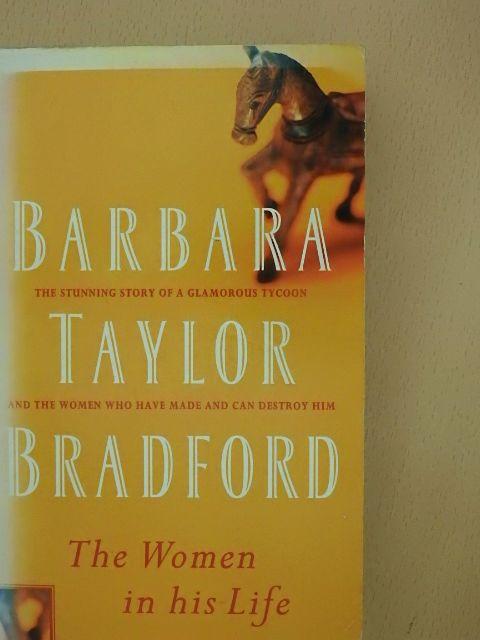 BARBARA
THE STUNNING STORY OF A GLAMOROUS TYCOON
TAYLOR
AND THE WOMEN WHO HAVE MADE AND CAN DESTROY HIM
BRADFORD
The Women
in his Life